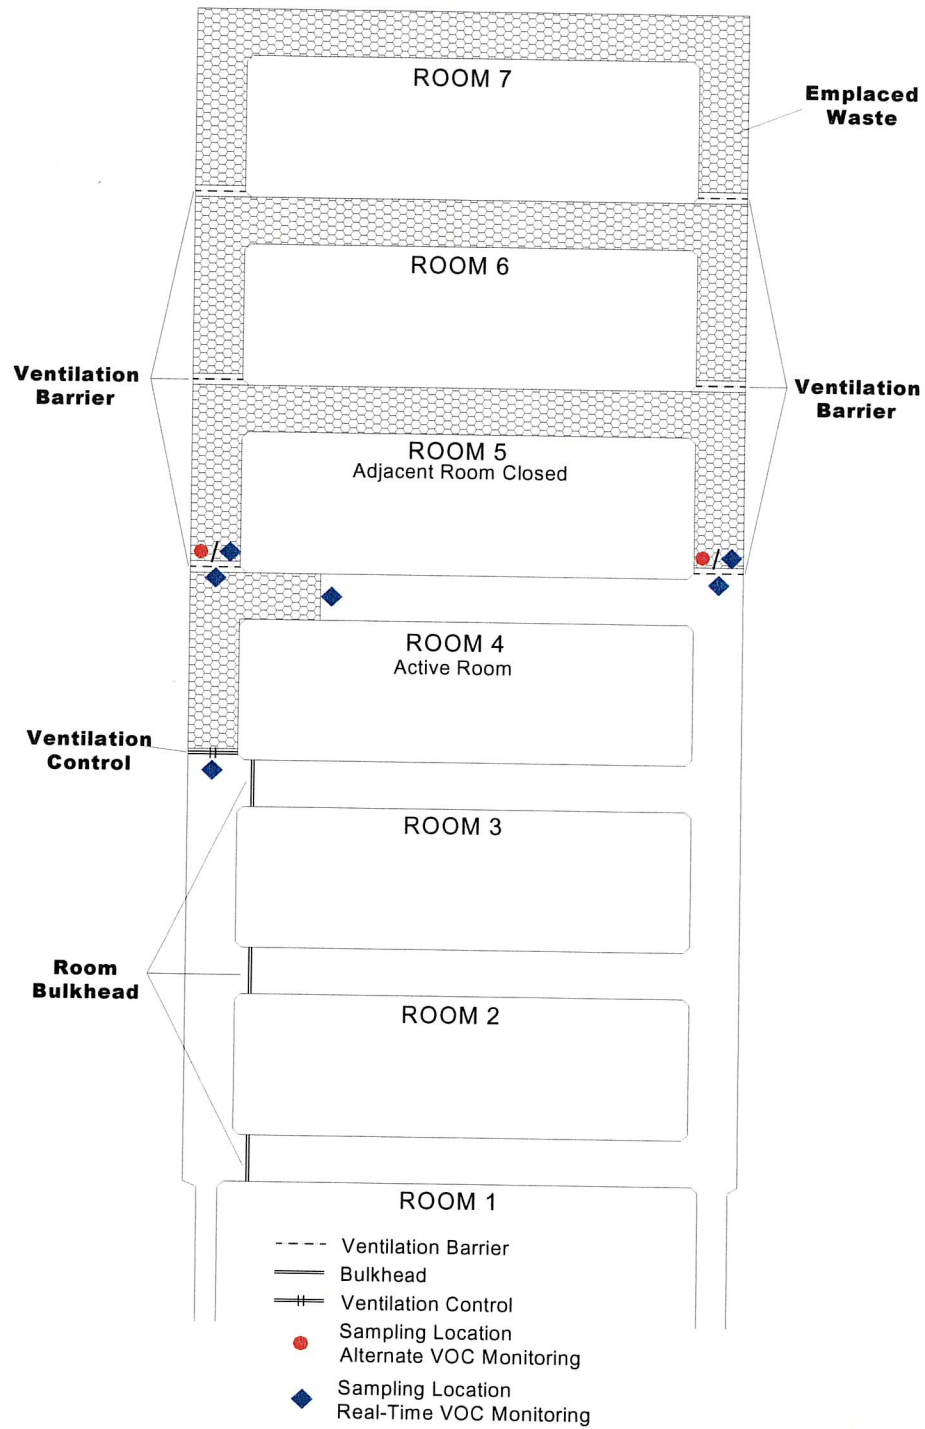 ROOM 7
Emplaced
Waste
ROOM 6
Ventilation
Barrier
Ventilation
Barrier
ROOM 5
Adjacent Room Closed
/
/
ROOM 4
Active Room
Ventilation
Control
ROOM 3
Room
Bulkhead
ROOM 2
ROOM 1
Ventilation Barrier
Bulkhead
Ventilation Control
Sampling Location
Alternate VOC Monitoring
Sampling Location
Real-Time VOC Monitoring